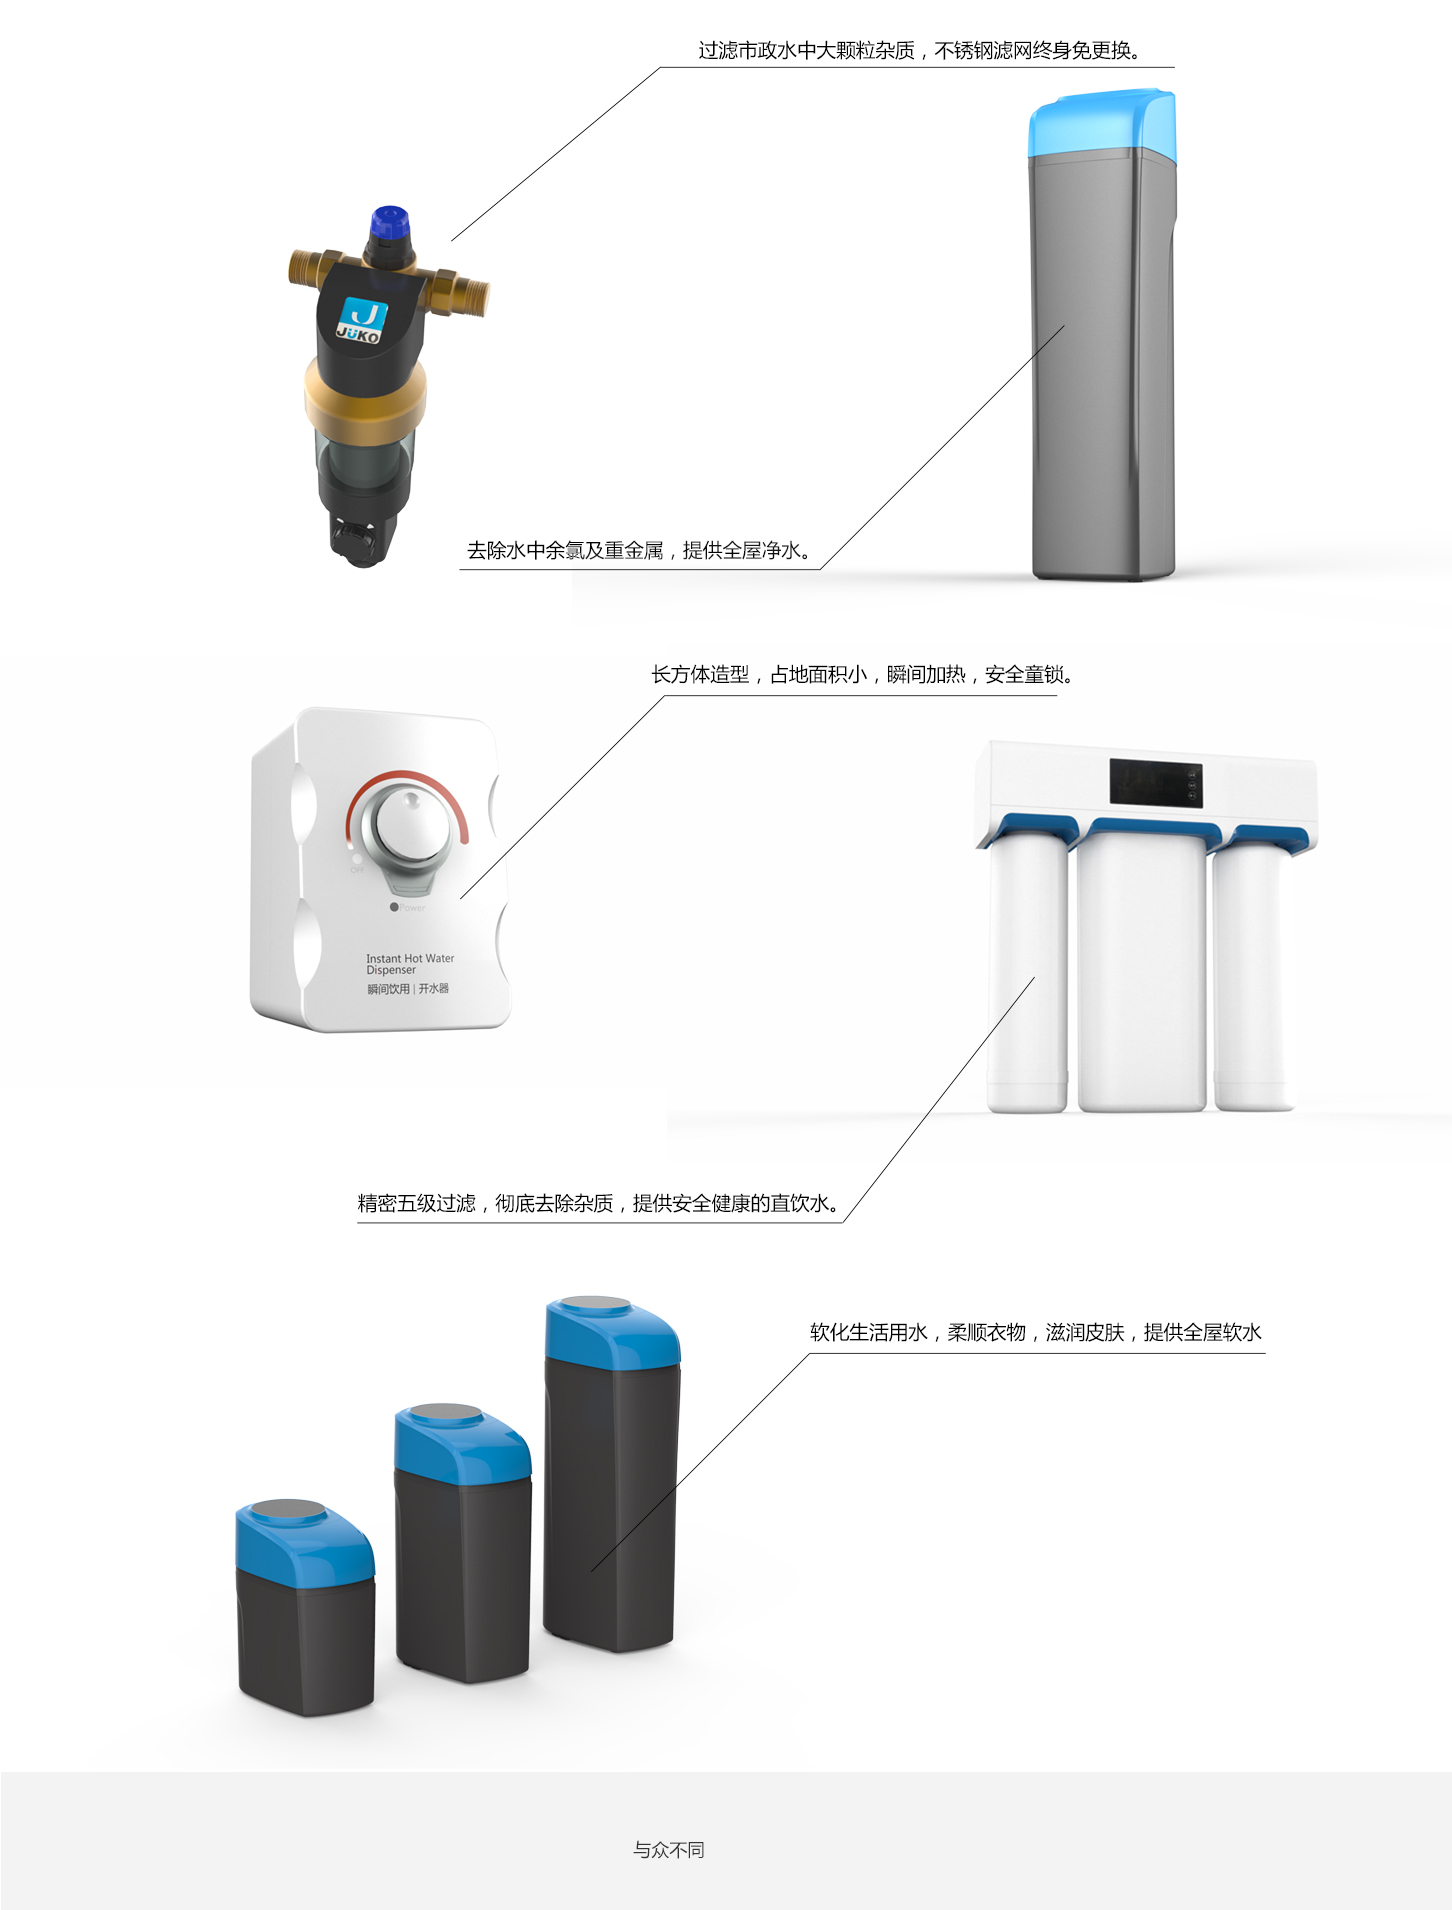 过滤市政水中大颗粒杂质，不锈钢滤网终身免更换。
J
JÜKO
去除水中余氯及重金属，提供全屋净水。
长方体造型，占地面积小，瞬间加热，安全童锁。
OFF
Power
Instant Hot Water
Dispenser
瞬间饮用 | 开水器
精密五级过滤，彻底去除杂质，提供安全健康的直饮水。
软化生活用水，柔顺衣物，滋润皮肤，提供全屋软水
与众不同